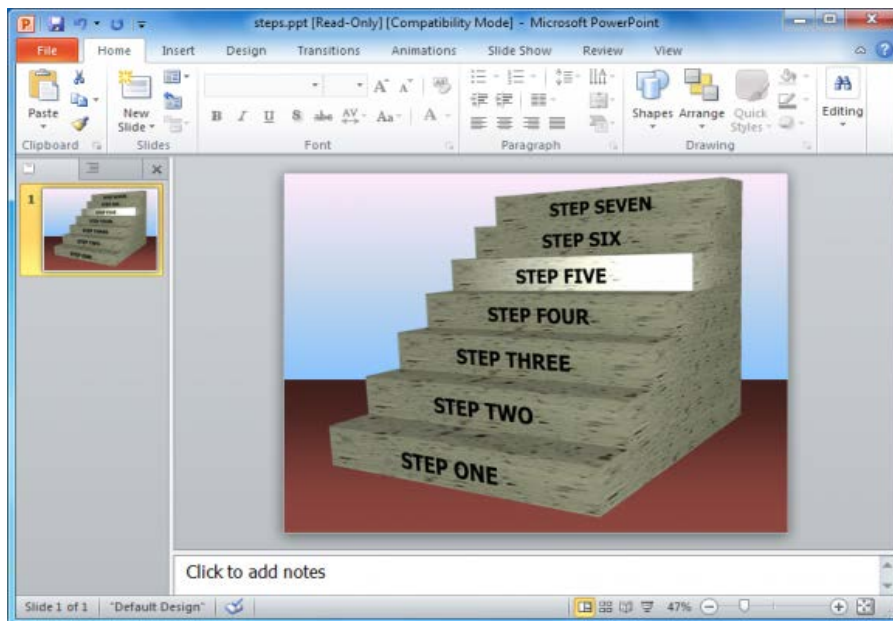 steps.ppt [Read-Only] [Compatibility Mode] - Microsoft PowerPoint
File Home Insert Design Transitions Animations Slide Show Review View
Paste
New Slide
Shapes Arrange Quick Styles
Editing
B I U S abc AV Aa A
Clipboard Slides Font Paragraph Drawing
1
STEP SEVEN
STEP SIX
STEP FIVE
STEP FOUR
STEP THREE
STEP TWO
STEP ONE
Click to add notes
Slide 1 of 1 "Default Design" 47%